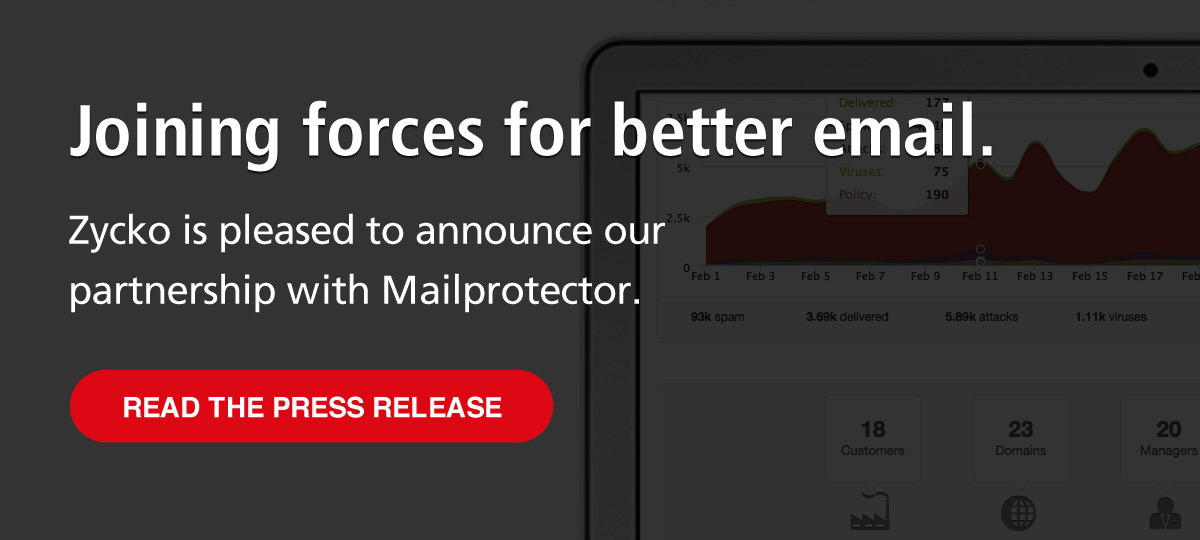 Joining forces for better email.
Zycko is pleased to announce our
partnership with Mailprotector.
READ THE PRESS RELEASE
Delivered: 177
Viruses: 75
Policy: 190
5k
2.5k
0
Feb 1 Feb 3 Feb 5 Feb 7 Feb 9 Feb 11 Feb 13 Feb 15 Feb 17
93k spam 3.69k delivered 5.89k attacks 1.11k viruses
18 23 20
Customers Domains Managers